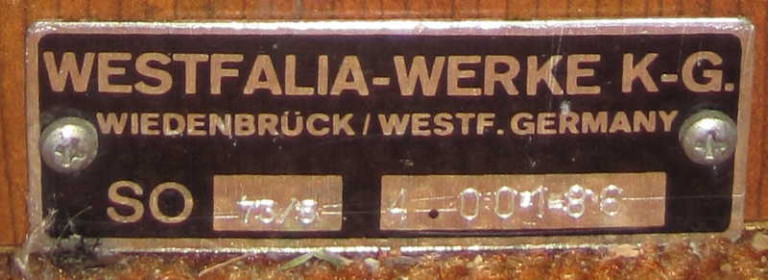 WESTFALIA-WERKE K-G.
WIEDENBRÜCK / WESTF. GERMANY
SO 73/8 4.00186